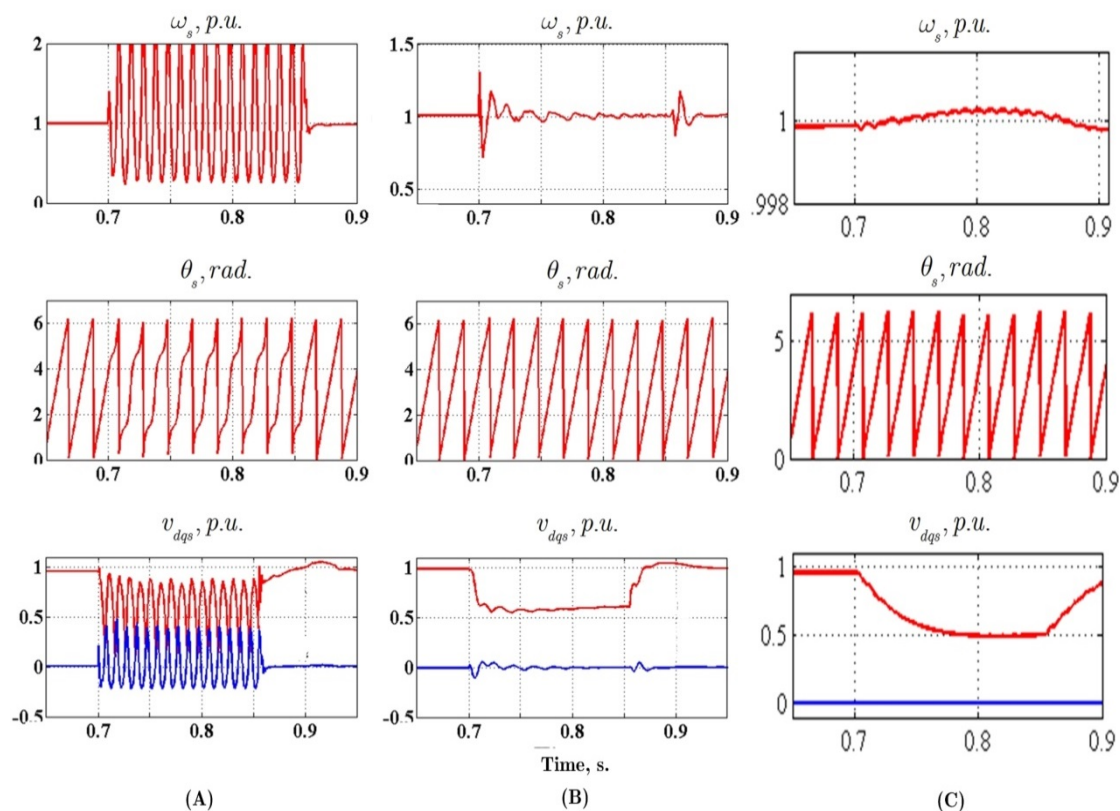 ω_s, p.u.
2
1
0
0.7 0.8 0.9
ω_s, p.u.
1.5
1
0.5
0.7 0.8 0.9
ω_s, p.u.
1
.998
0.7 0.8 0.9
θ_s, rad.
6
4
2
0
0.7 0.8 0.9
θ_s, rad.
6
4
2
0
0.7 0.8 0.9
θ_s, rad.
5
0
0.7 0.8 0.9
v_dqs, p.u.
1
0.5
0
-0.5
0.7 0.8 0.9
v_dqs, p.u.
1
0.5
0
-0.5
0.7 0.8 0.9
v_dqs, p.u.
1
0.5
0
0.7 0.8 0.9
Time, s.
(A) (B) (C)